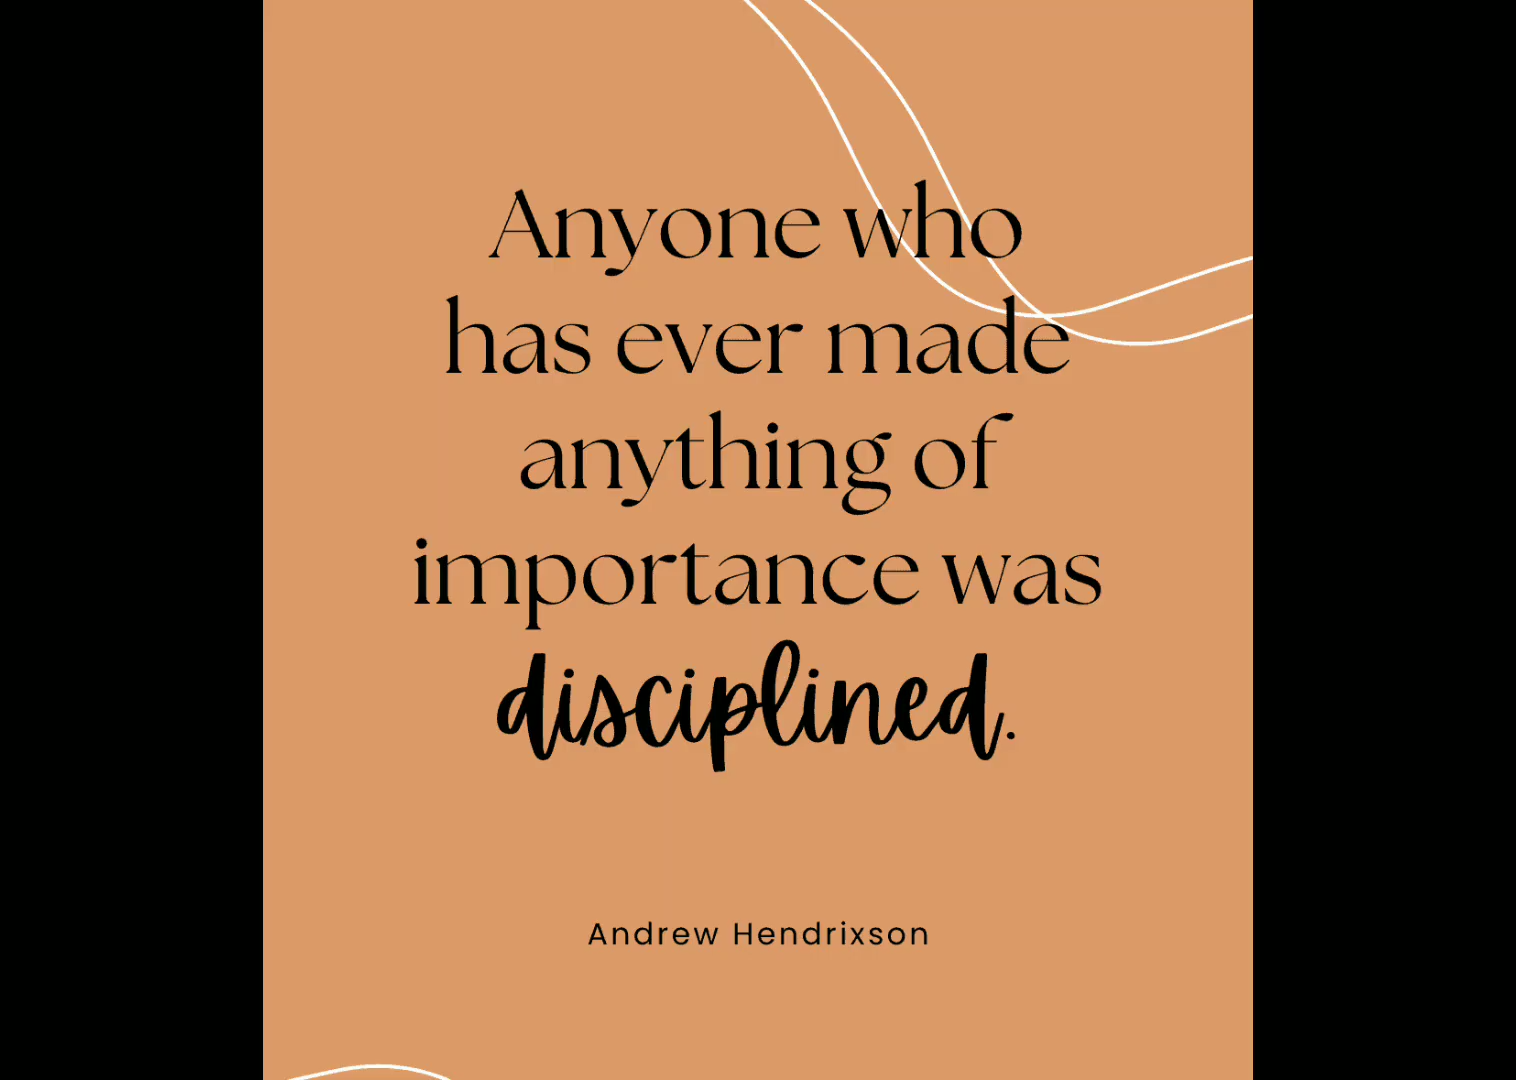 Anyone who
has ever made
anything of
importance was
disciplined.
Andrew Hendrixson